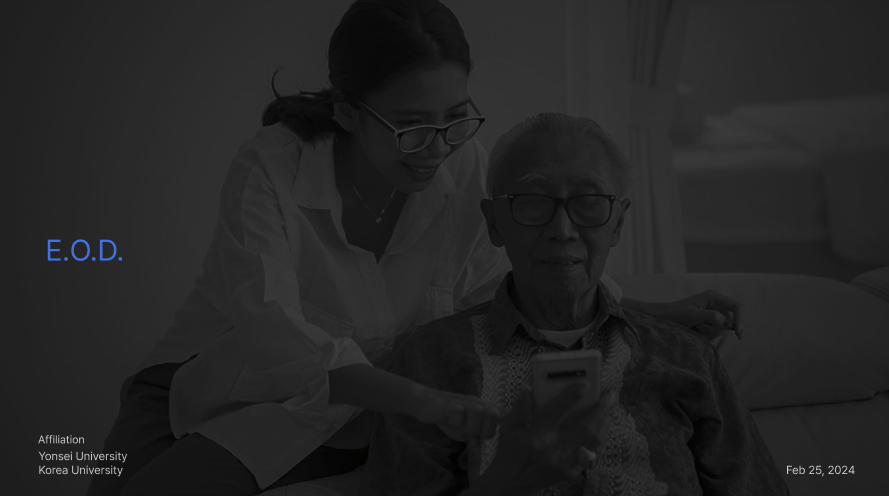 E.O.D.
Affiliation
Yonsei University
Korea University
Feb 25, 2024